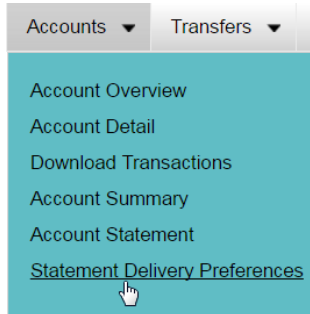 Accounts Transfers
Account Overview
Account Detail
Download Transactions
Account Summary
Account Statement
Statement Delivery Preferences